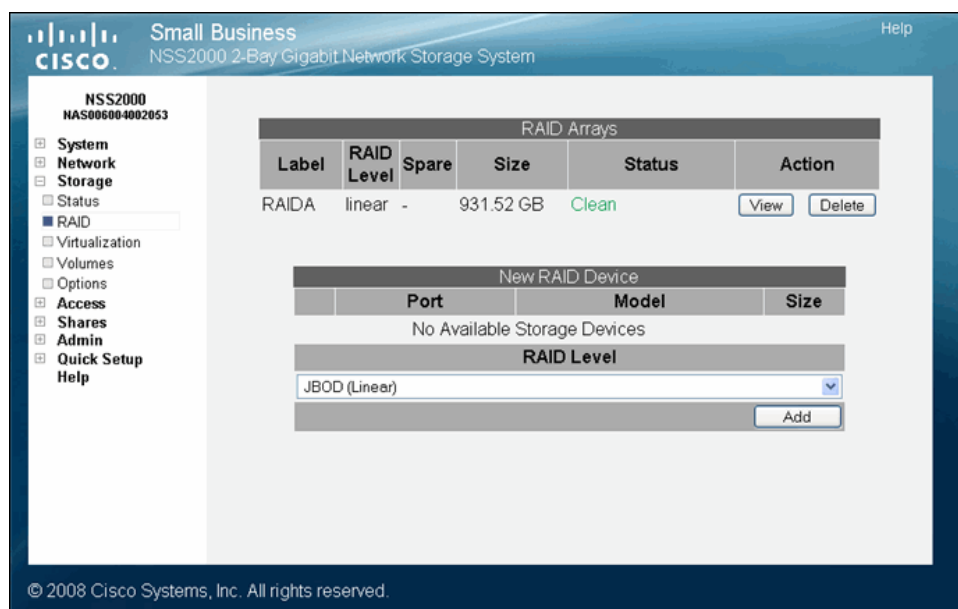 CISCO.
Small Business
NSS2000 2-Bay Gigabit Network Storage System
Help
NSS2000
NAS006004002053
System
Network
Storage
Status
RAID
Virtualization
Volumes
Options
Access
Shares
Admin
Quick Setup
Help
RAID Arrays
Label RAID Level Spare Size Status Action
RAIDA linear - 931.52 GB Clean View Delete
New RAID Device
Port Model Size
No Available Storage Devices
RAID Level
JBOD (Linear)
Add
© 2008 Cisco Systems, Inc. All rights reserved.